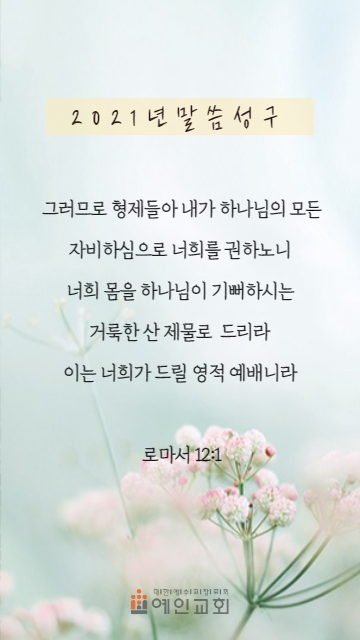 2021년말씀성구
그러므로 형제들아 내가 하나님의 모든
자비하심으로 너희를 권하노니
너희 몸을 하나님이 기뻐하시는
거룩한 산 제물로 드리라
이는 너희가 드릴 영적 예배니라
로마서 12:1
예인교회